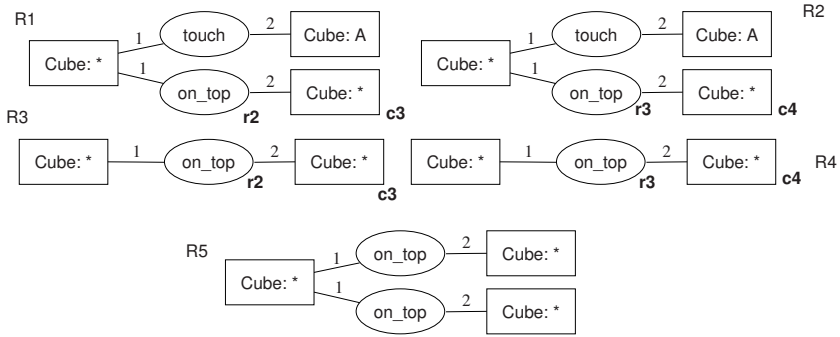 R1
R2
1
touch
2
Cube: A
Cube: *
1
on_top
2
Cube: *
r2
c3
1
touch
2
Cube: A
Cube: *
1
on_top
2
Cube: *
r3
c4
R3
Cube: *
1
on_top
2
Cube: *
r2
c3
Cube: *
1
on_top
2
Cube: *
r3
c4
R4
R5
1
on_top
2
Cube: *
Cube: *
1
on_top
2
Cube: *